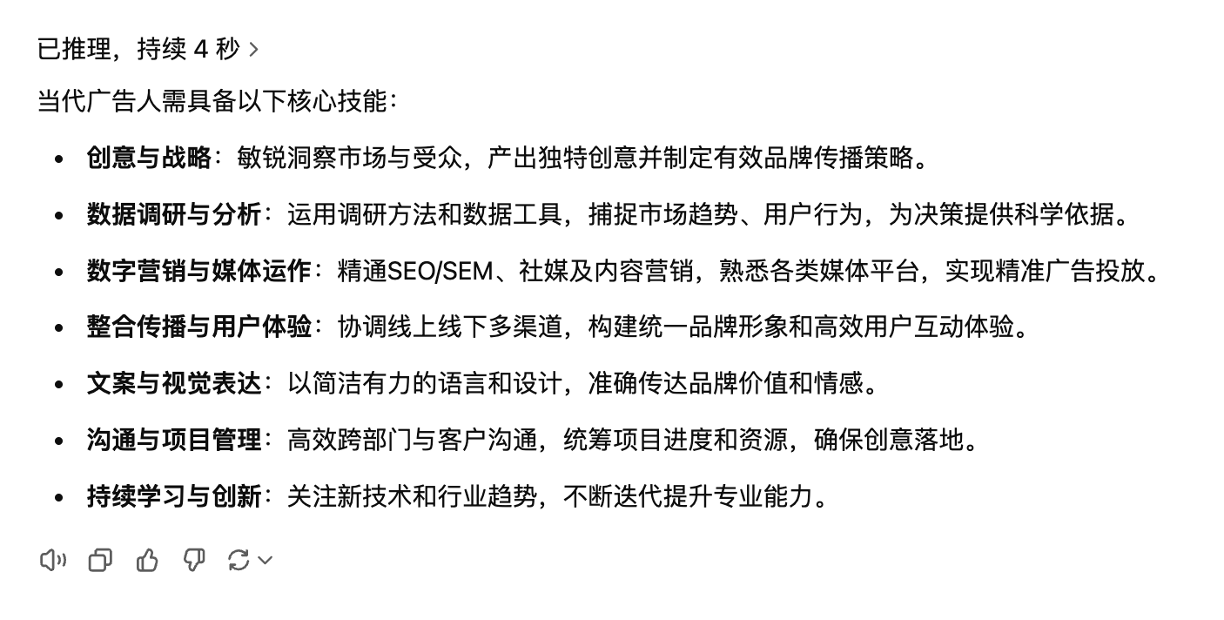 已推理，持续 4 秒 >
当代广告人需具备以下核心技能：
• 创意与战略：敏锐洞察市场与受众，产出独特创意并制定有效品牌传播策略。
• 数据调研与分析：运用调研方法和数据工具，捕捉市场趋势、用户行为，为决策提供科学依据。
• 数字营销与媒体运作：精通SEO/SEM、社媒及内容营销，熟悉各类媒体平台，实现精准广告投放。
• 整合传播与用户体验：协调线上线下多渠道，构建统一品牌形象和高效用户互动体验。
• 文案与视觉表达：以简洁有力的语言和设计，准确传达品牌价值和情感。
• 沟通与项目管理：高效跨部门与客户沟通，统筹项目进度和资源，确保创意落地。
• 持续学习与创新：关注新技术和行业趋势，不断迭代提升专业能力。